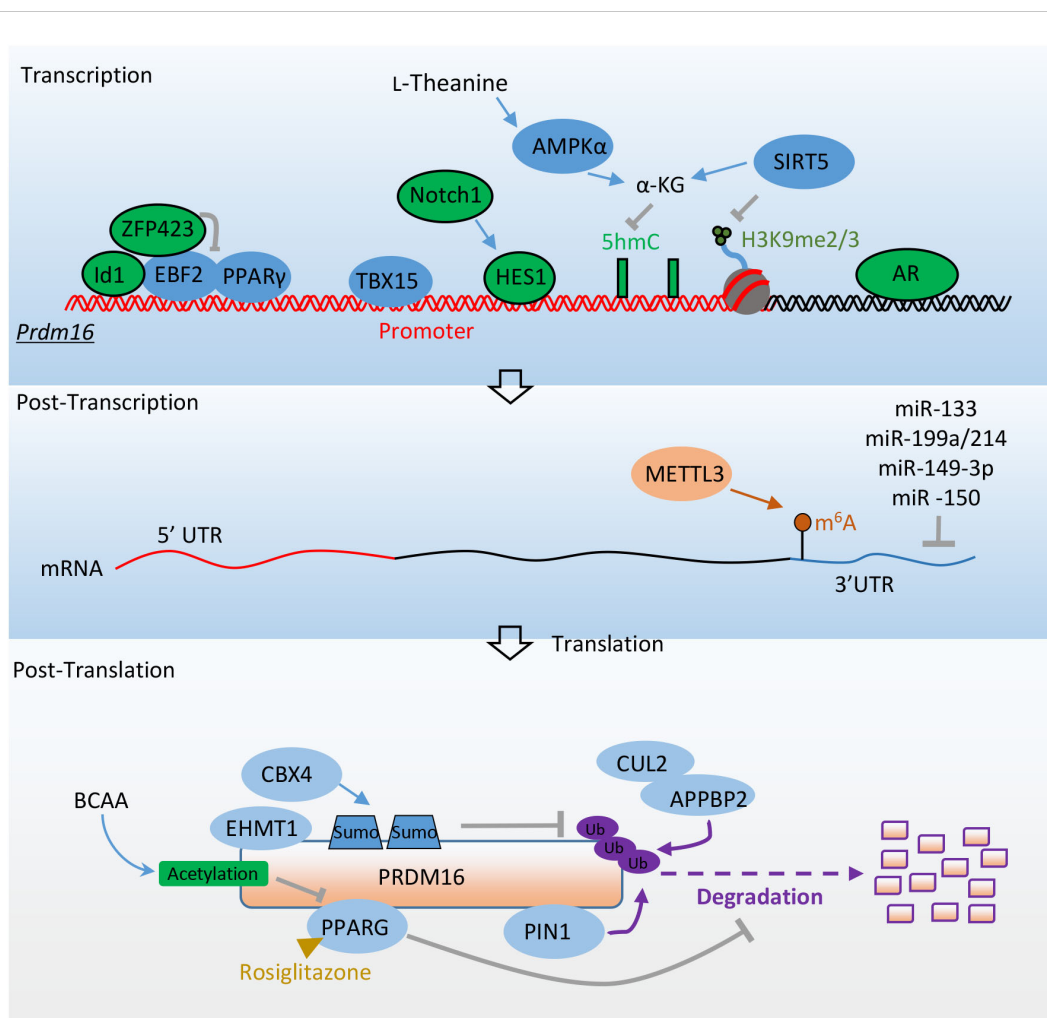 Transcription
L-Theanine
AMPKα
SIRT5
Notch1
α-KG
ZFP423
5hmC
H3K9me2/3
Id1
EBF2
PPARγ
TBX15
HES1
AR
Prdm16
Promoter
Post-Transcription
miR-133
miR-199a/214
miR-149-3p
miR -150
METTL3
m⁶A
5’ UTR
mRNA
3’UTR
Translation
Post-Translation
CBX4
CUL2
APPBP2
BCAA
EHMT1
Sumo
Sumo
Ub
Ub
Ub
Acetylation
PRDM16
Degradation
PPARG
PIN1
Rosiglitazone